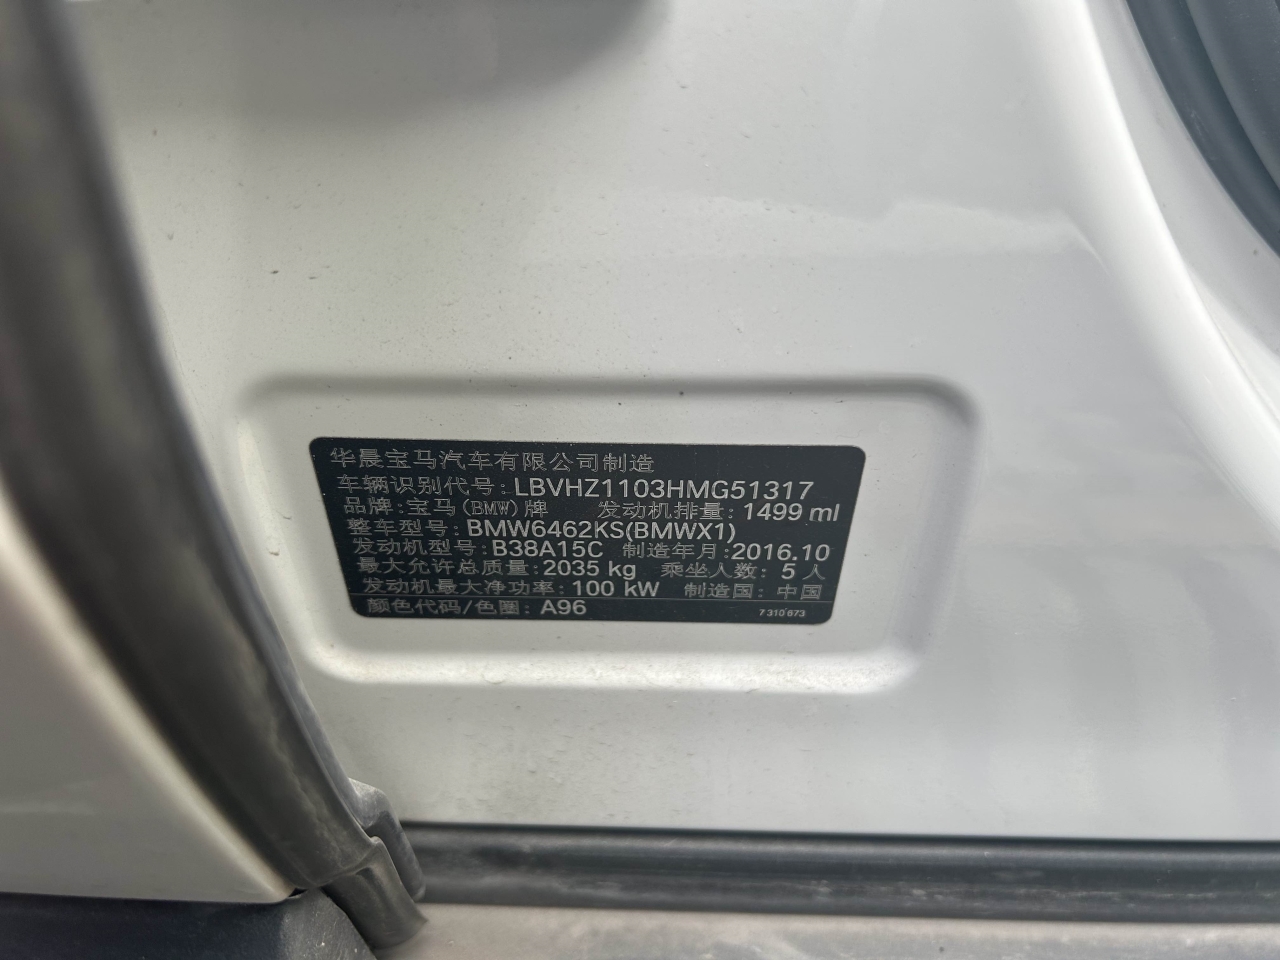 华晨宝马汽车有限公司制造
车辆识别代号: LBVHZ1103HMG51317
品牌:宝马(BMW)牌 发动机排量: 1499 ml
整车型号: BMW6462KS(BMWX1)
发动机型号: B38A15C 制造年月:2016.10
最大允许总质量: 2035 kg 乘坐人数: 5 人
发动机最大净功率: 100 kW 制造国: 中国
颜色代码/色圈: A96 7 310 673